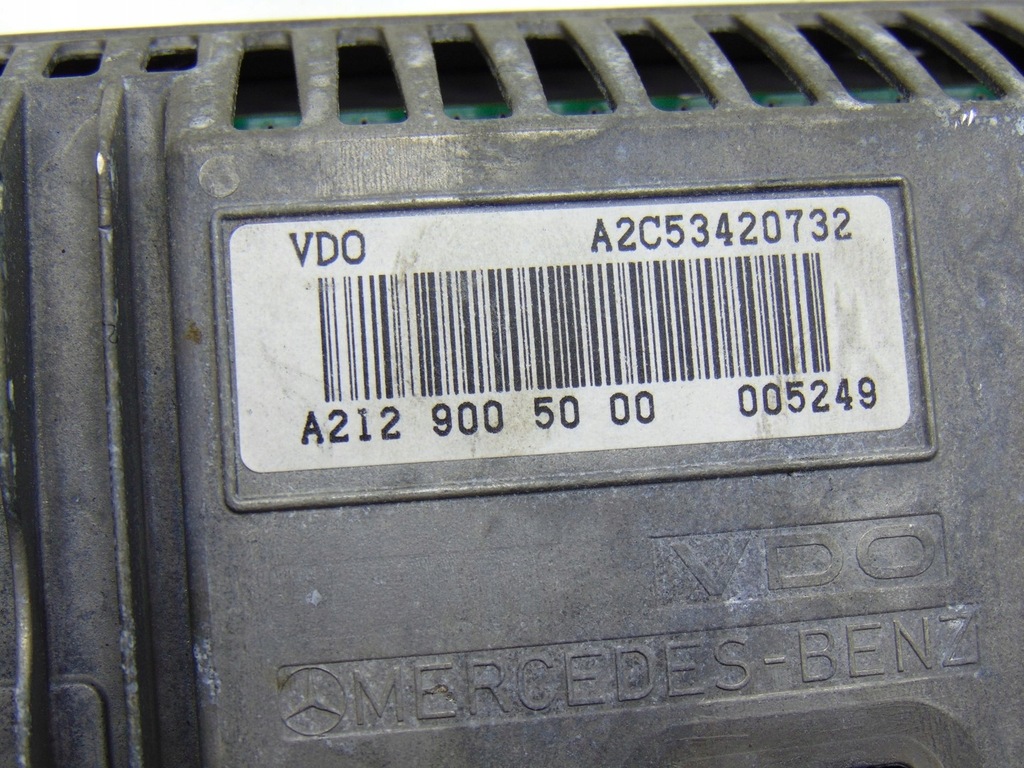 VDO A2C53420732
A212 900 50 00 005249
VDO
MERCEDES-BENZ